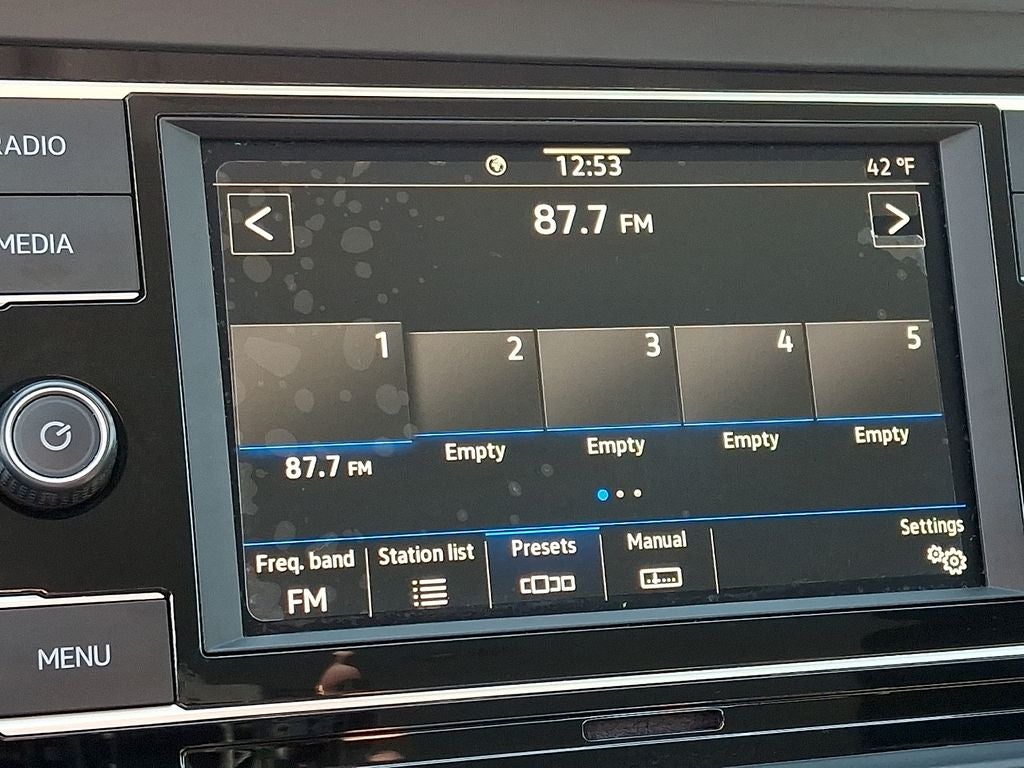 RADIO
MEDIA
12:53
42 °F
<
87.7 FM
>
1
2
3
4
5
87.7 FM
Empty
Empty
Empty
Empty
Freq. band
FM
Station list
Presets
Manual
Settings
MENU